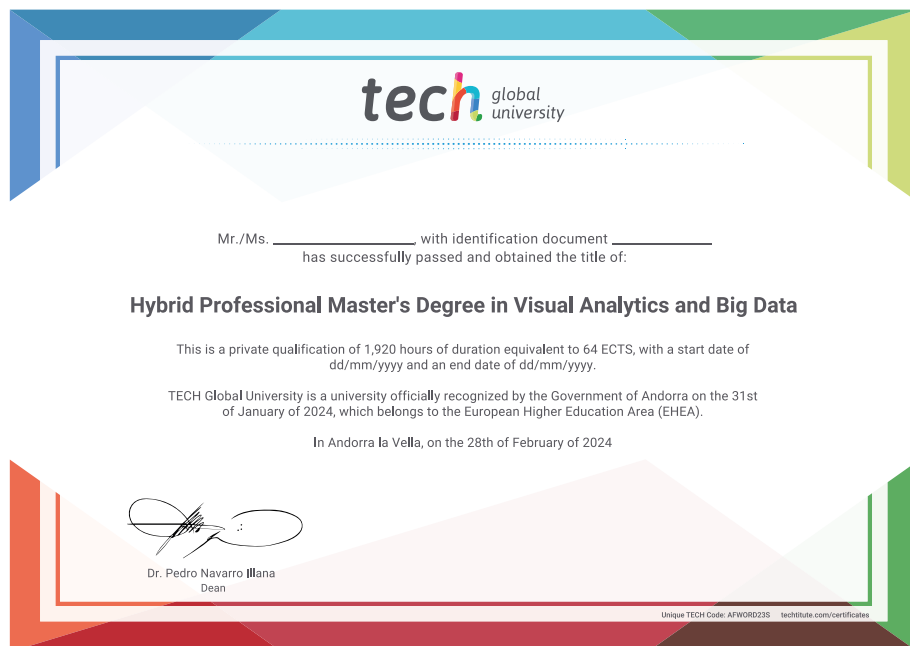 tech global university
Mr./Ms. ____________, with identification document ____________
has successfully passed and obtained the title of:
Hybrid Professional Master's Degree in Visual Analytics and Big Data
This is a private qualification of 1,920 hours of duration equivalent to 64 ECTS, with a start date of
dd/mm/yyyy and an end date of dd/mm/yyyy.
TECH Global University is a university officially recognized by the Government of Andorra on the 31st
of January of 2024, which belongs to the European Higher Education Area (EHEA).
In Andorra la Vella, on the 28th of February of 2024
Dr. Pedro Navarro Illana
Dean
Unique TECH Code: AFWORD23S techtitute.com/certificates